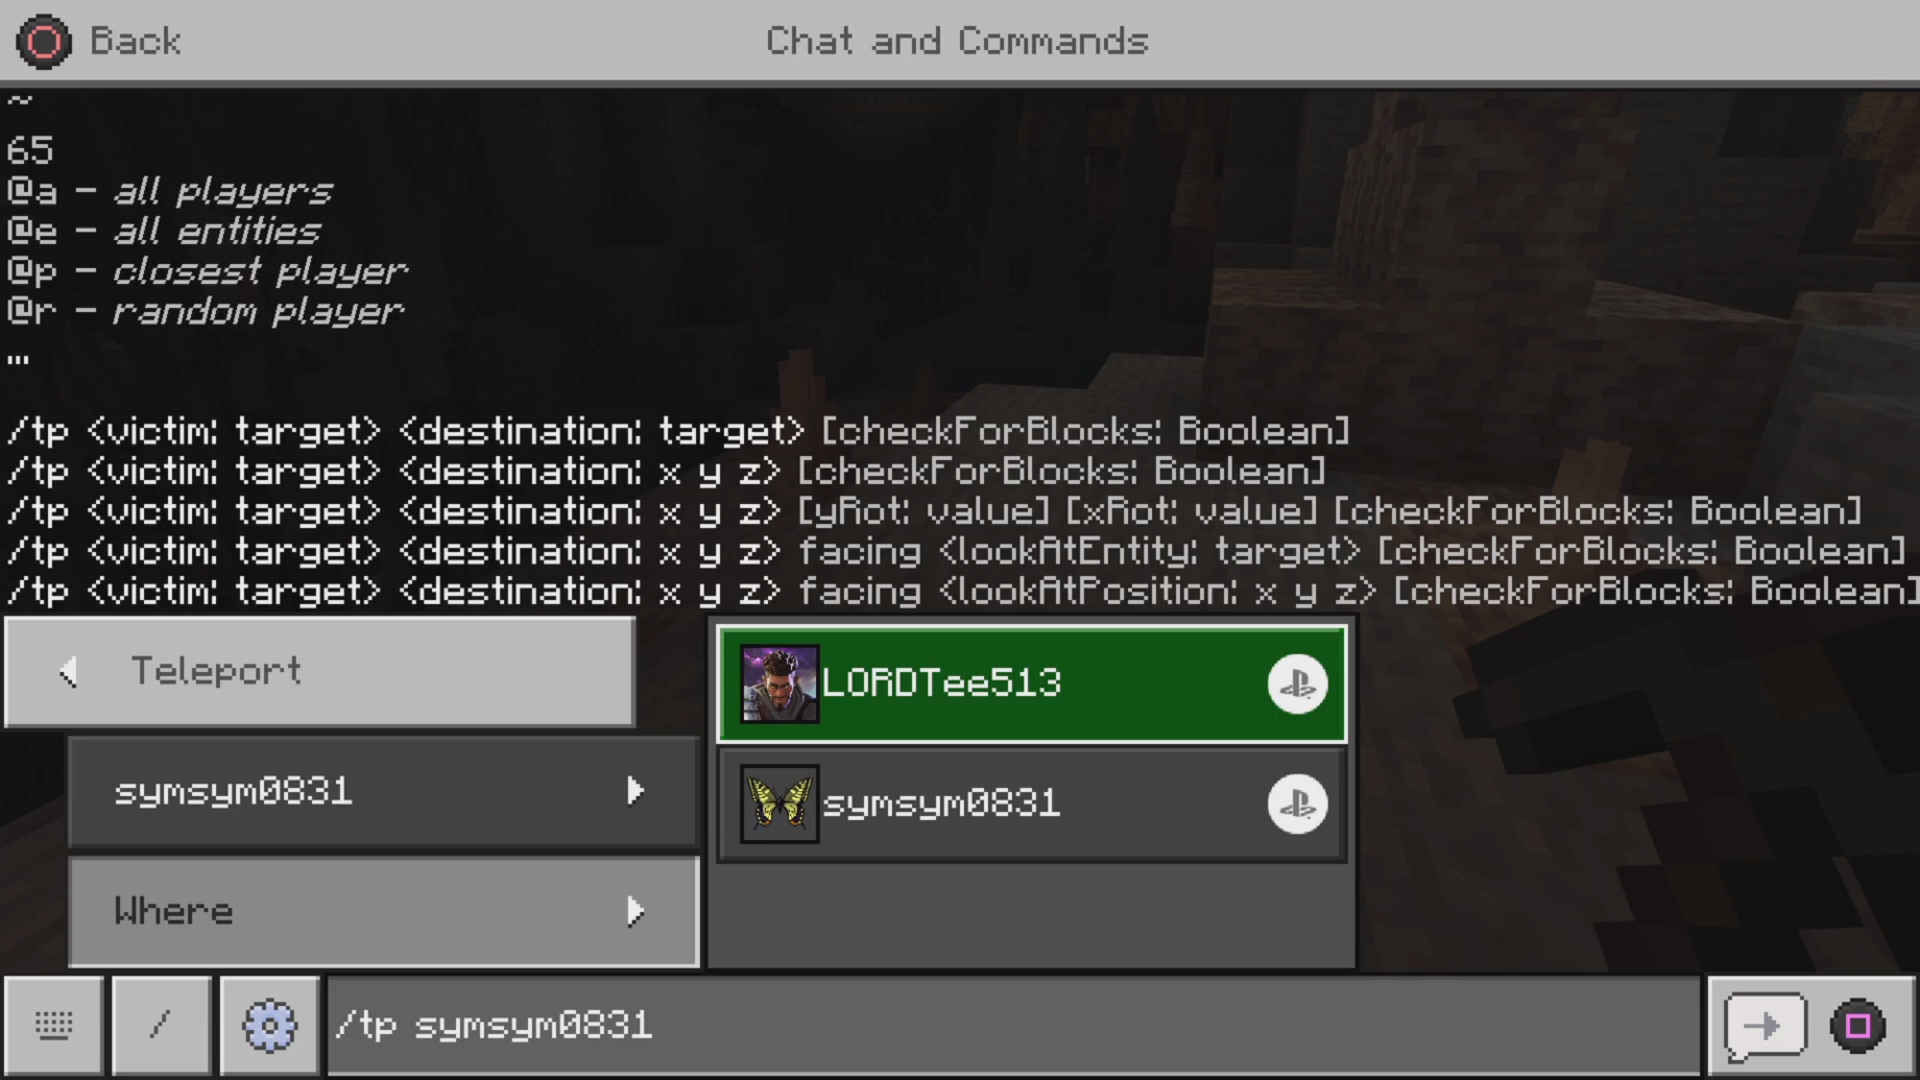 Back
Chat and Commands
~
65
@a - all players
@e - all entities
@p - closest player
@r - random player
...
/tp <victim: target> <destination: target> [checkForBlocks: Boolean]
/tp <victim: target> <destination: x y z> [checkForBlocks: Boolean]
/tp <victim: target> <destination: x y z> [yRot: value] [xRot: value] [checkForBlocks: Boolean]
/tp <victim: target> <destination: x y z> facing <lookAtEntity: target> [checkForBlocks: Boolean]
/tp <victim: target> <destination: x y z> facing <lookAtPosition: x y z> [checkForBlocks: Boolean]
Teleport
LORDTee513
symsym0831
symsym0831
Where
/
/tp symsym0831